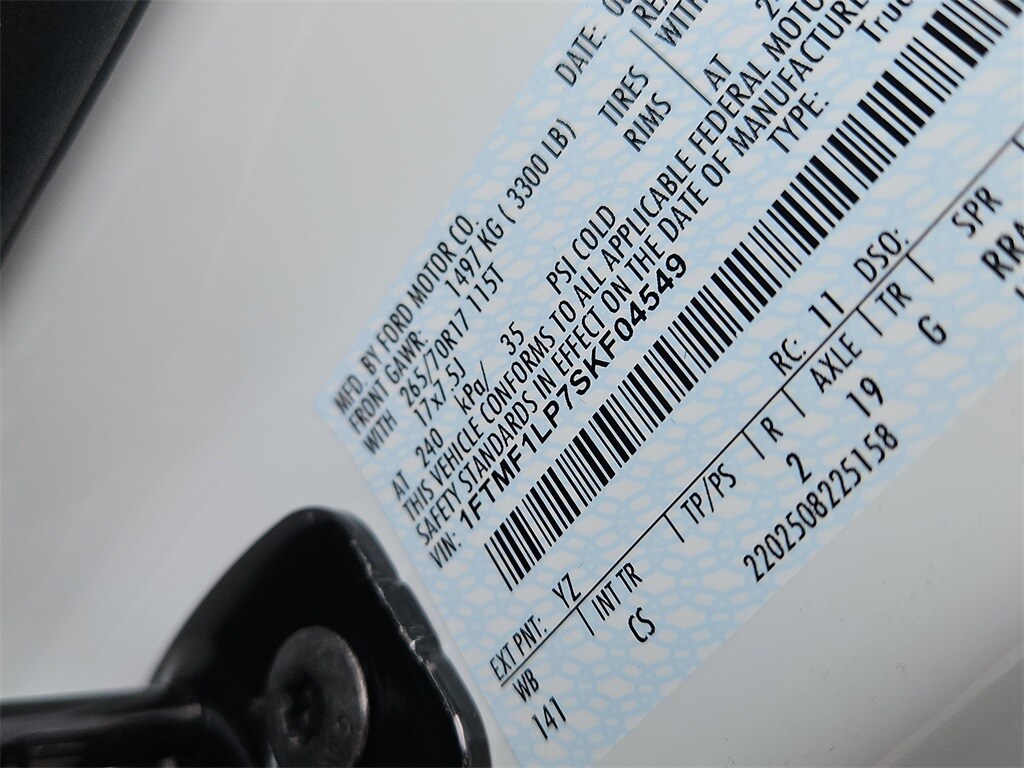 MFD. BY FORD MOTOR CO.
DATE:
FRONT GAWR: 1497 KG ( 3300 LB)
WITH 265/70R17 115T TIRES
17x7.5J RIMS
AT 240 kPa/ 35 PSI COLD AT
THIS VEHICLE CONFORMS TO ALL APPLICABLE FEDERAL MOTO
SAFETY STANDARDS IN EFFECT ON THE DATE OF MANUFACTURE
VIN: 1FTMF1LP7SKF04549 TYPE: Truc
EXT PNT: YZ RC: 11 DSO:
WB INT TR TP/PS R AXLE TR SPR
141 CS 2 19 G RRA
2202508225158